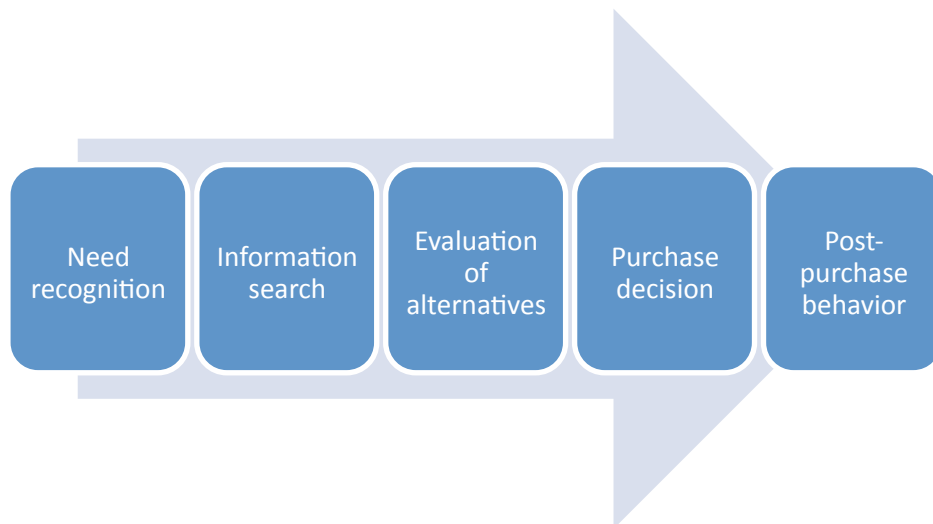 Need
recognition
Information
search
Evaluation
of
alternatives
Purchase
decision
Post-
purchase
behavior